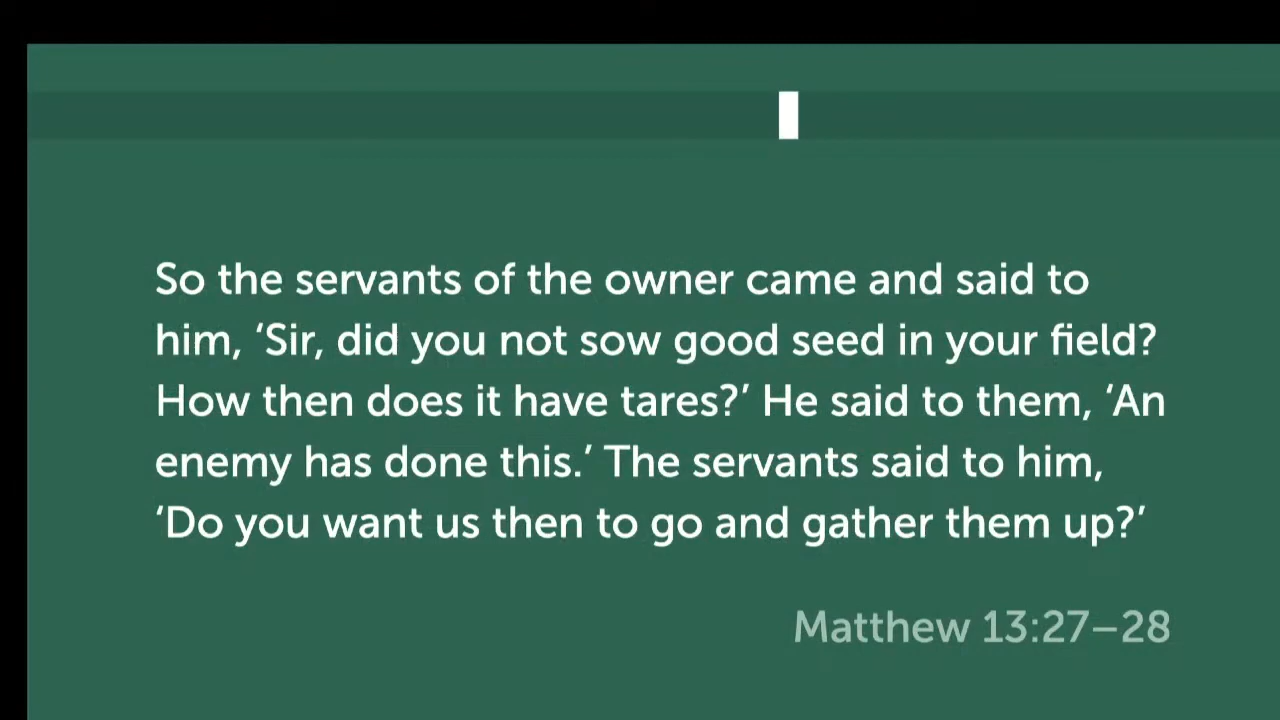 So the servants of the owner came and said to
him, ‘Sir, did you not sow good seed in your field?
How then does it have tares?’ He said to them, ‘An
enemy has done this.’ The servants said to him,
‘Do you want us then to go and gather them up?’
Matthew 13:27–28